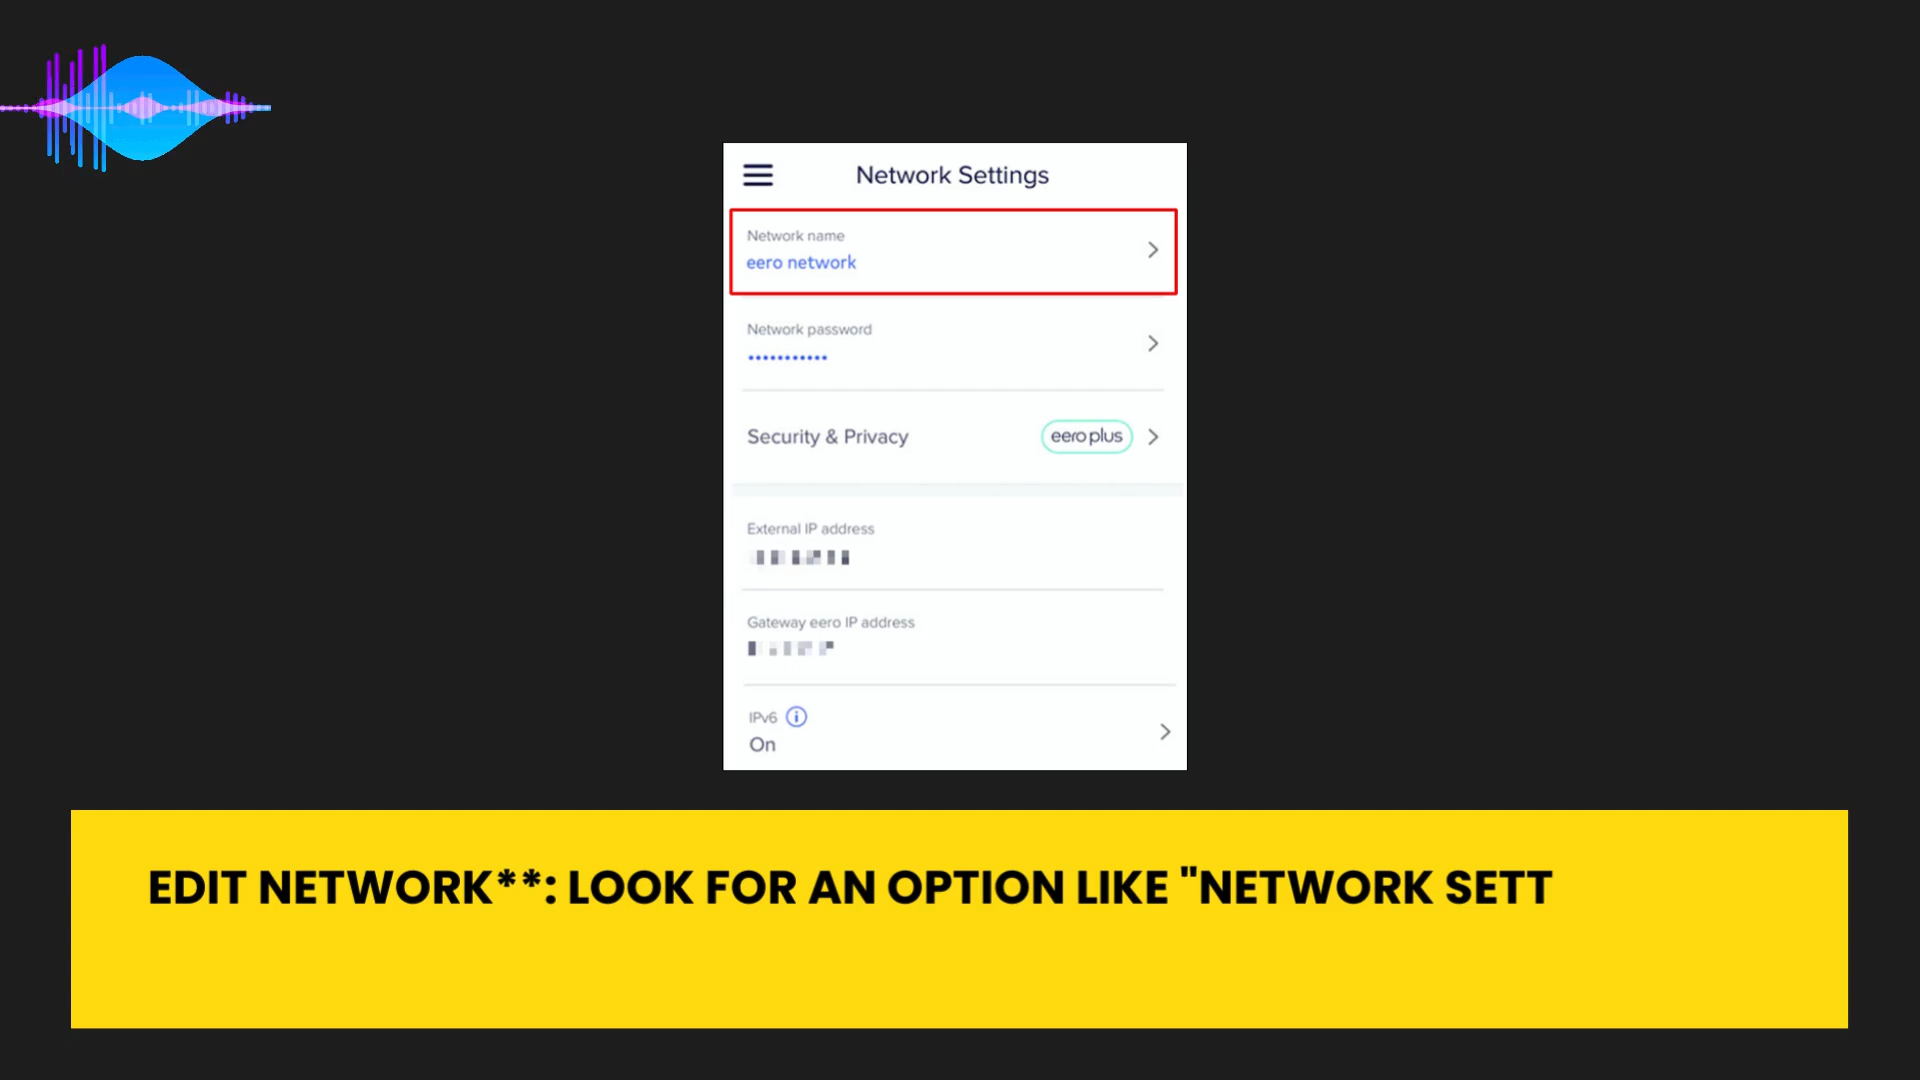 Network Settings
Network name
eero network
Network password
•••••••••••
Security & Privacy
eero plus
External IP address
Gateway eero IP address
IPv6
On
EDIT NETWORK**: LOOK FOR AN OPTION LIKE "NETWORK SETT